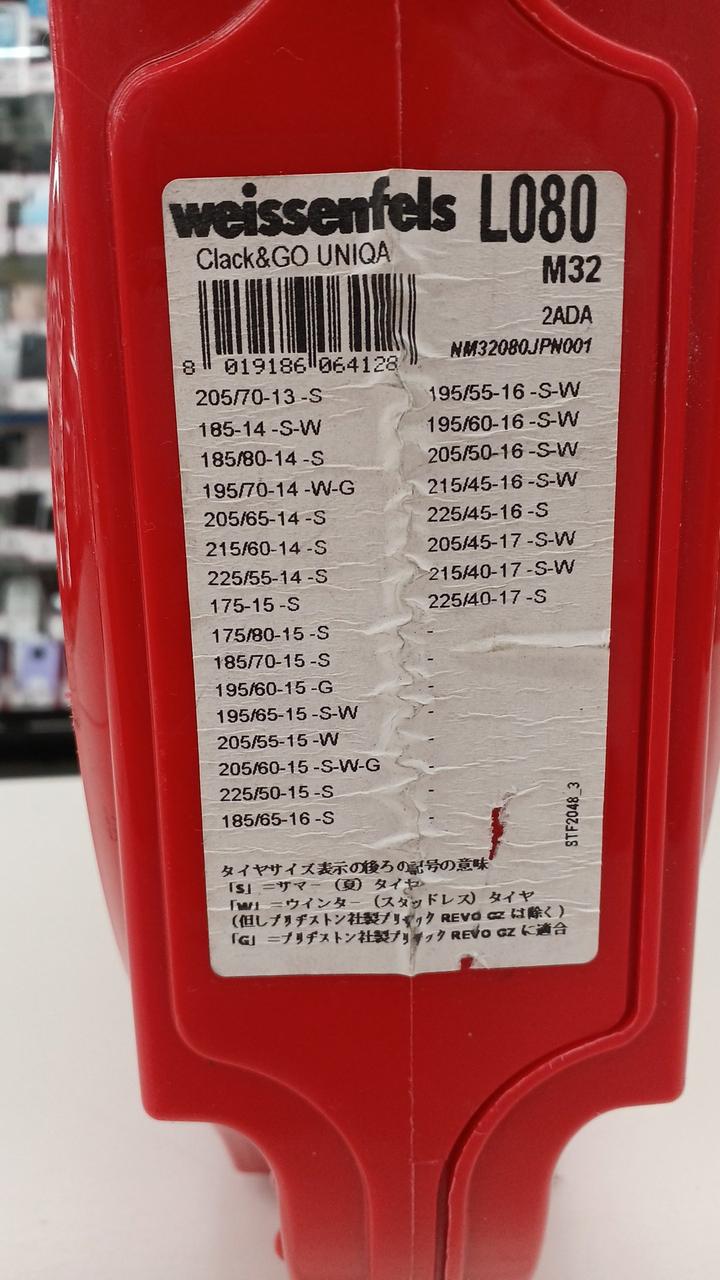 weissenfels L080
Clack&GO UNIQA M32
2ADA
NM32080JPN001
8 019186 064128
205/70-13 -S
185-14 -S-W
185/80-14 -S
195/70-14 -W-G
205/65-14 -S
215/60-14 -S
225/55-14 -S
175-15 -S
175/80-15 -S
185/70-15 -S
195/60-15 -G
195/65-15 -S-W
205/55-15 -W
205/60-15 -S-W-G
225/50-15 -S
185/65-16 -S
195/55-16 -S-W
195/60-16 -S-W
205/50-16 -S-W
215/45-16 -S-W
225/45-16 -S
205/45-17 -S-W
215/40-17 -S-W
225/40-17 -S
-
-
-
-
-
-
-
-
STF2048_3
タイヤサイズ表示の後ろの記号の意味
「S」＝サマー（夏）タイヤ
「W」＝ウインター（スタッドレス）タイヤ
（但しブリヂストン社製ブリザック REVO GZ は除く）
「G」＝ブリヂストン社製ブリザック REVO GZ に適合